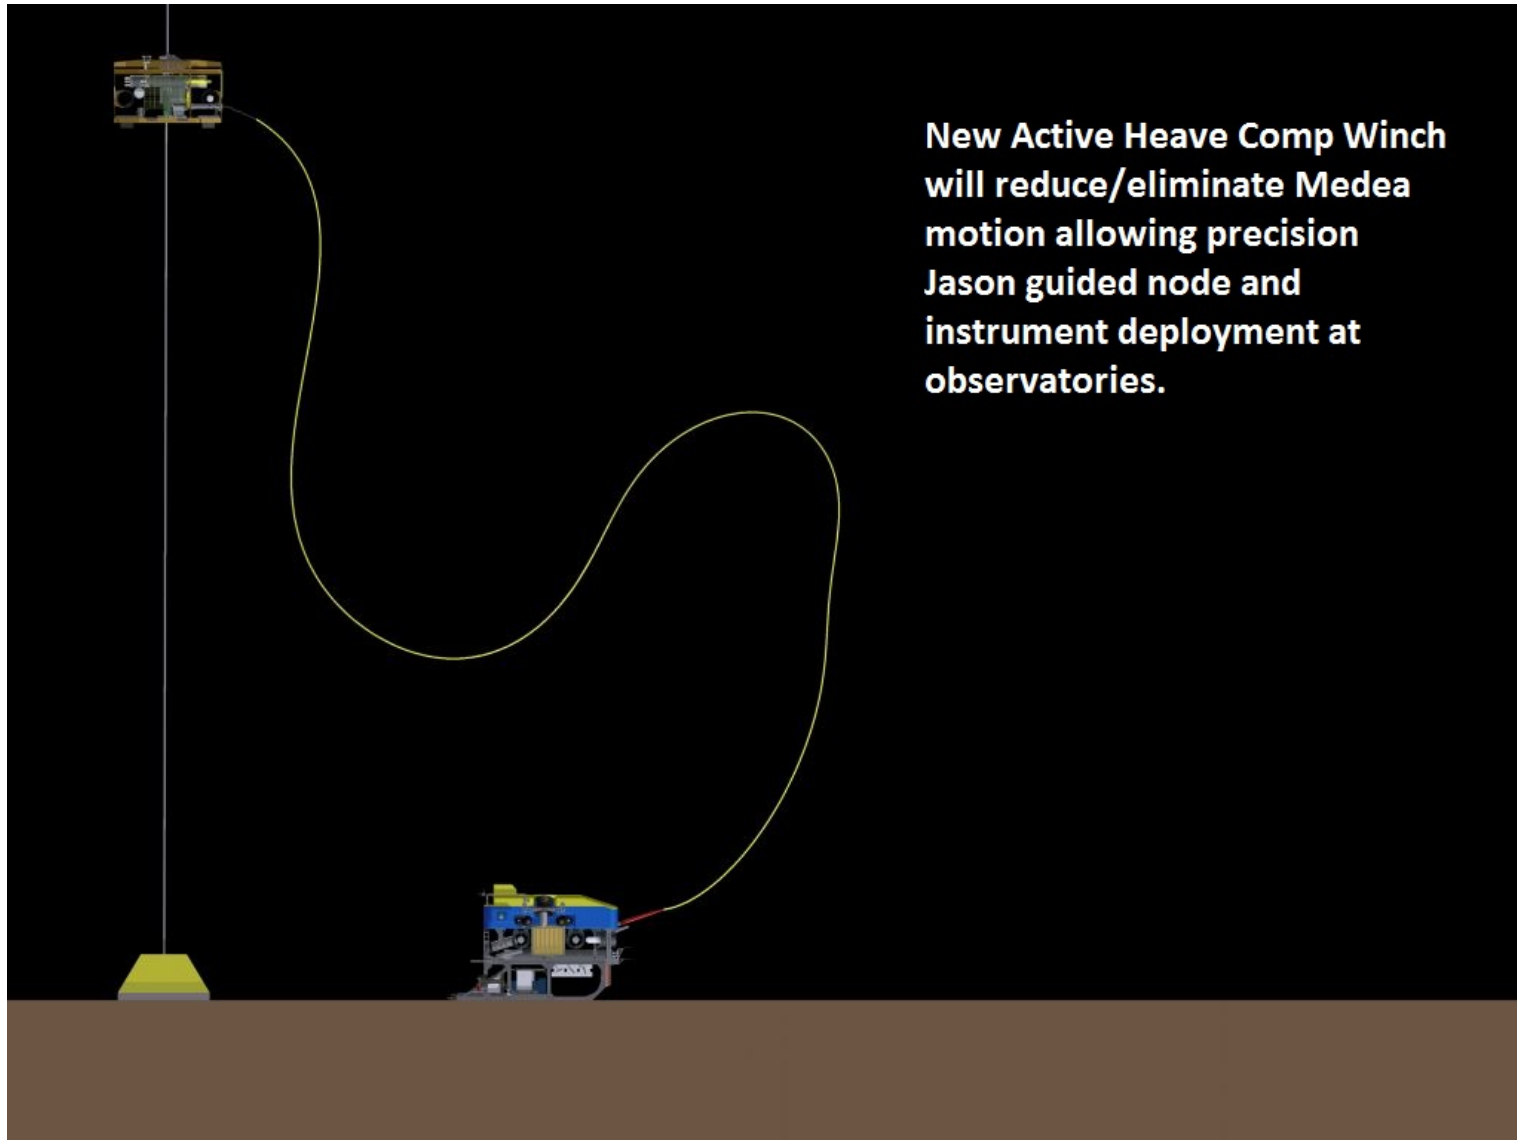 New Active Heave Comp Winch
will reduce/eliminate Medea
motion allowing precision
Jason guided node and
instrument deployment at
observatories.